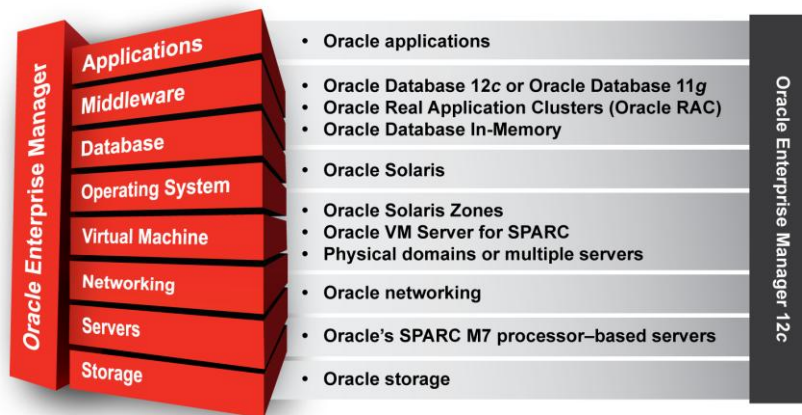 Oracle Enterprise Manager
Applications
Middleware
Database
Operating System
Virtual Machine
Networking
Servers
Storage
• Oracle applications
• Oracle Database 12c or Oracle Database 11g
• Oracle Real Application Clusters (Oracle RAC)
• Oracle Database In-Memory
• Oracle Solaris
• Oracle Solaris Zones
• Oracle VM Server for SPARC
• Physical domains or multiple servers
• Oracle networking
• Oracle's SPARC M7 processor–based servers
• Oracle storage
Oracle Enterprise Manager 12c